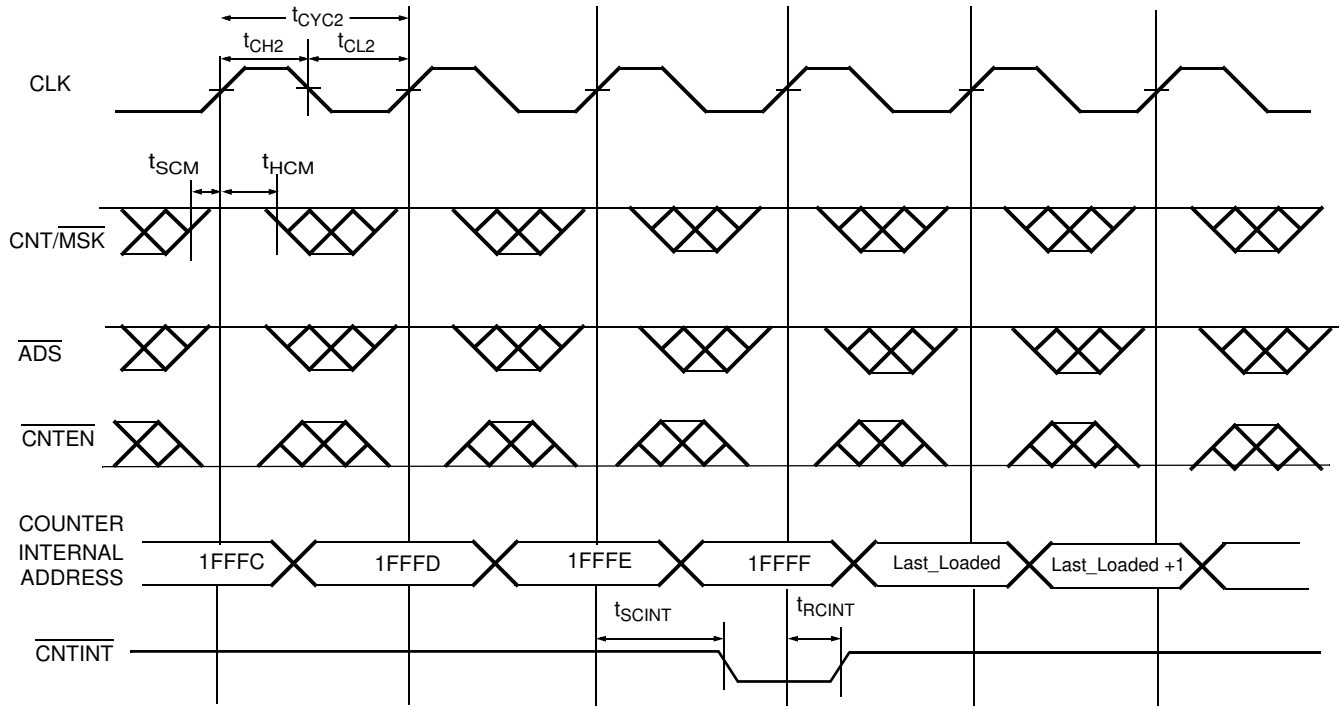 tCYC2
tCH2 tCL2
CLK
tSCM tHCM
CNT/MSK
ADS
CNTEN
COUNTER
INTERNAL
ADDRESS
1FFFC 1FFFD 1FFFE 1FFFF Last_Loaded Last_Loaded +1
tSCINT tRCINT
CNTINT